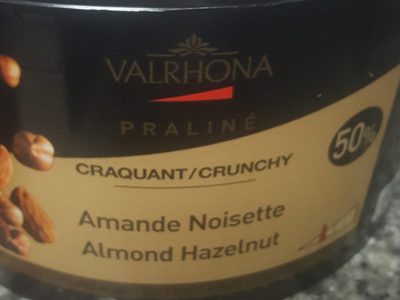 VALRHONA
PRALINÉ
CRAQUANT/CRUNCHY
50%
Amande Noisette
Almond Hazelnut